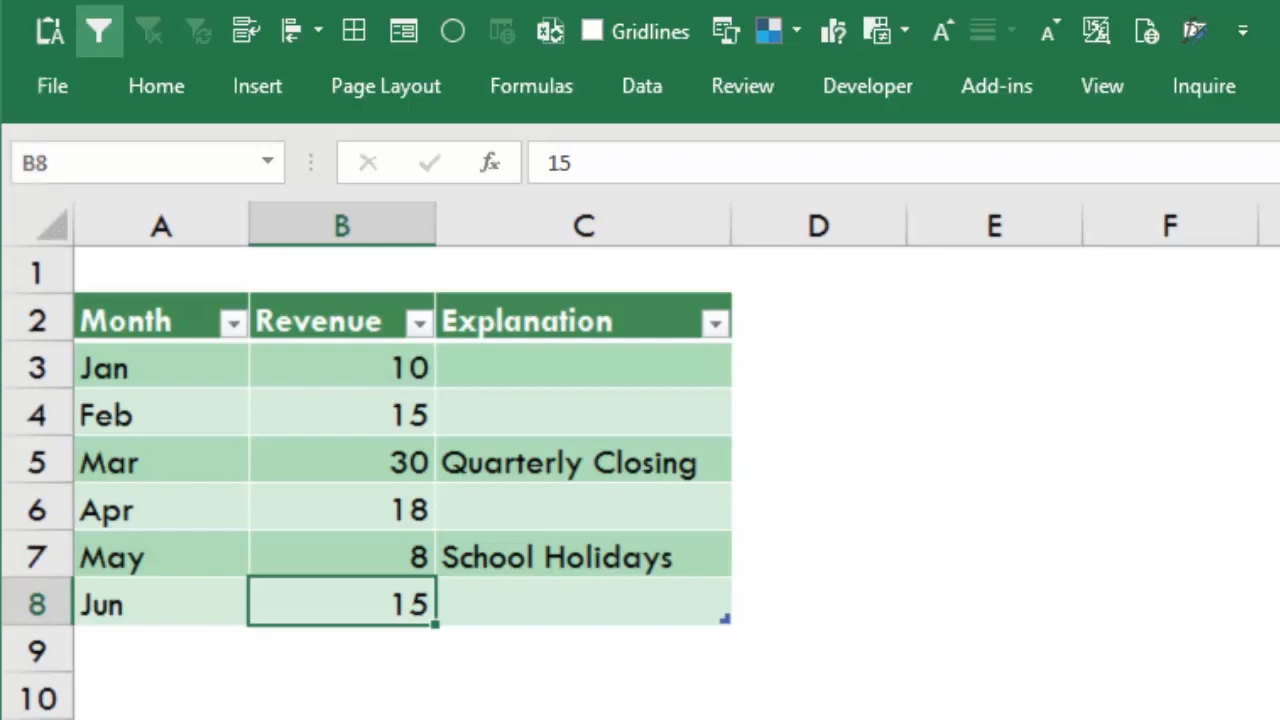 Gridlines
File Home Insert Page Layout Formulas Data Review Developer Add-ins View Inquire
B8 fx 15
A B C D E F
1
2 Month Revenue Explanation
3 Jan 10
4 Feb 15
5 Mar 30 Quarterly Closing
6 Apr 18
7 May 8 School Holidays
8 Jun 15
9
10